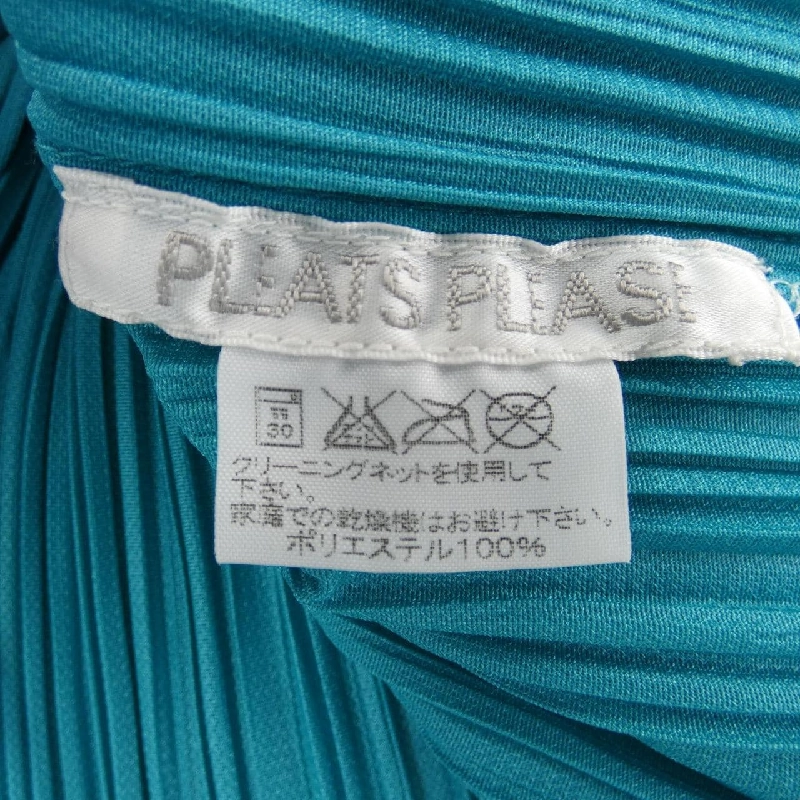 PLEATS PLEASE
弱
30
クリーニングネットを使用して
下さい。
家庭での乾燥機はお避け下さい。
ポリエステル100%